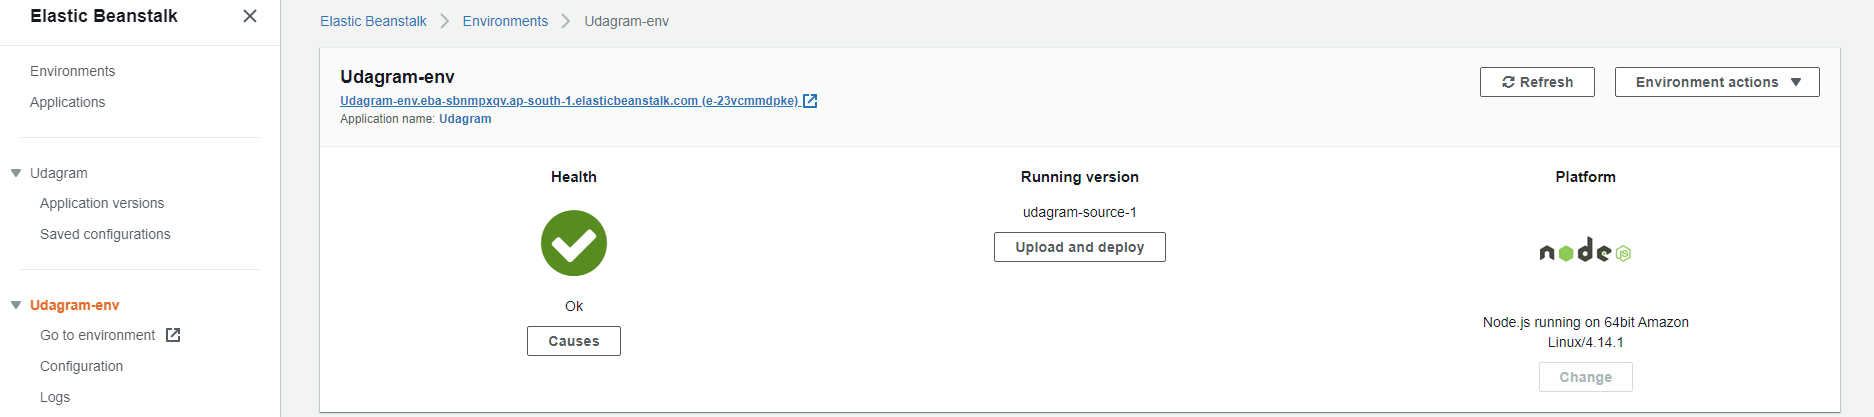 Elastic Beanstalk
Environments
Applications
Udagram
Application versions
Saved configurations
Udagram-env
Go to environment
Configuration
Logs
Elastic Beanstalk
Environments
Udagram-env
Udagram-env
Udagram-env.eba-sbnmpxqv.ap-south-1.elasticbeanstalk.com (e-23vcmmdpke)
Application name: Udagram
Refresh
Environment actions
Health
Ok
Causes
Running version
udagram-source-1
Upload and deploy
Platform
node JS
Node.js running on 64bit Amazon
Linux/4.14.1
Change